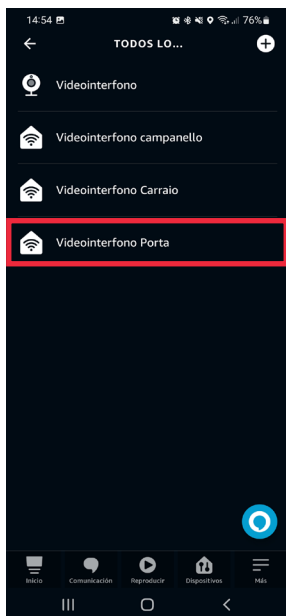 14:54 76%
TODOS LO...
Videointerfono
Videointerfono campanello
Videointerfono Carraio
Videointerfono Porta
Inicio Comunicación Reproducir Dispositivos Más